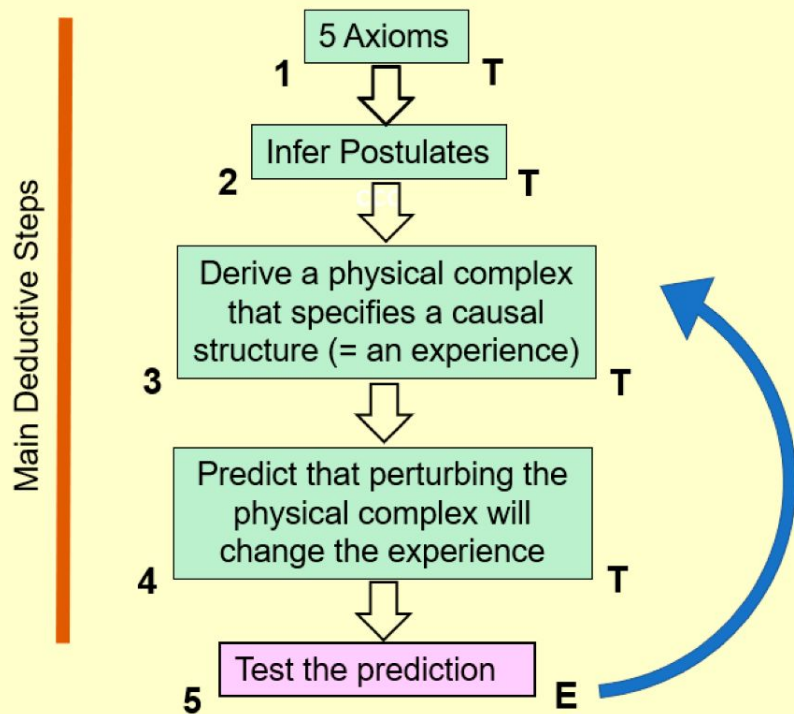 5 Axioms
1
T
Infer Postulates
2
T
Derive a physical complex
that specifies a causal
structure (= an experience)
3
T
Predict that perturbing the
physical complex will
change the experience
4
T
Test the prediction
5
E
Main Deductive Steps